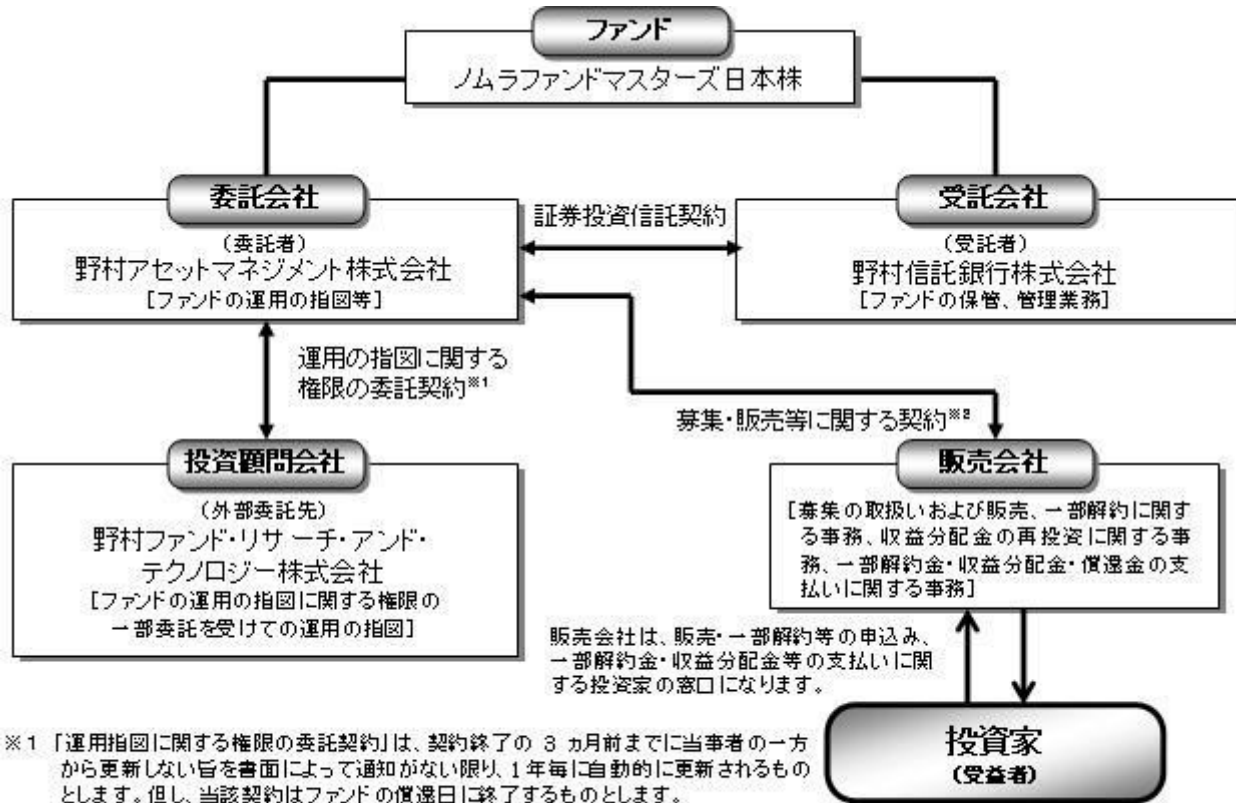 ファンド
ノムラファンドマスターズ日本株
委託会社
(委託者)
野村アセットマネジメント株式会社
[ファンドの運用の指図等]
証券投資信託契約
受託会社
(受託者)
野村信託銀行株式会社
[ファンドの保管、管理業務]
運用の指図に関する
権限の委託契約※1
募集・販売等に関する契約※2
投資顧問会社
(外部委託先)
野村ファンド・リサーチ・アンド・
テクノロジー株式会社
[ファンドの運用の指図に関する権限の
一部委託を受けての運用の指図]
販売会社
[募集の取扱いおよび販売、一部解約に関す
る事務、収益分配金の再投資に関する事
務、一部解約金・収益分配金・償還金の支
払いに関する事務]
販売会社は、販売・一部解約等の申込み、
一部解約金・収益分配金等の支払いに関
する投資家の窓口になります。
投資家
(受益者)
※1 「運用指図に関する権限の委託契約」は、契約終了の 3 ヵ月前までに当事者の一方
から更新しない旨を書面によって通知がない限り、1年毎に自動的に更新されるもの
とします。但し、当該契約はファンドの償還日に終了するものとします。